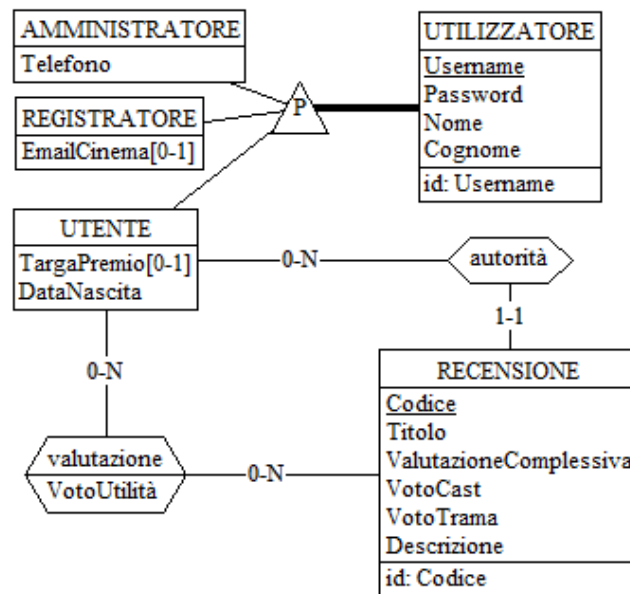 AMMINISTRATORE
Telefono
UTILIZZATORE
Username
Password
Nome
Cognome
id: Username
P
REGISTRATORE
EmailCinema[0-1]
UTENTE
TargaPremio[0-1]
DataNascita
0-N
autorità
1-1
0-N
RECENSIONE
Codice
Titolo
ValutazioneComplessiva
VotoCast
VotoTrama
Descrizione
id: Codice
valutazione
VotoUtilità
0-N